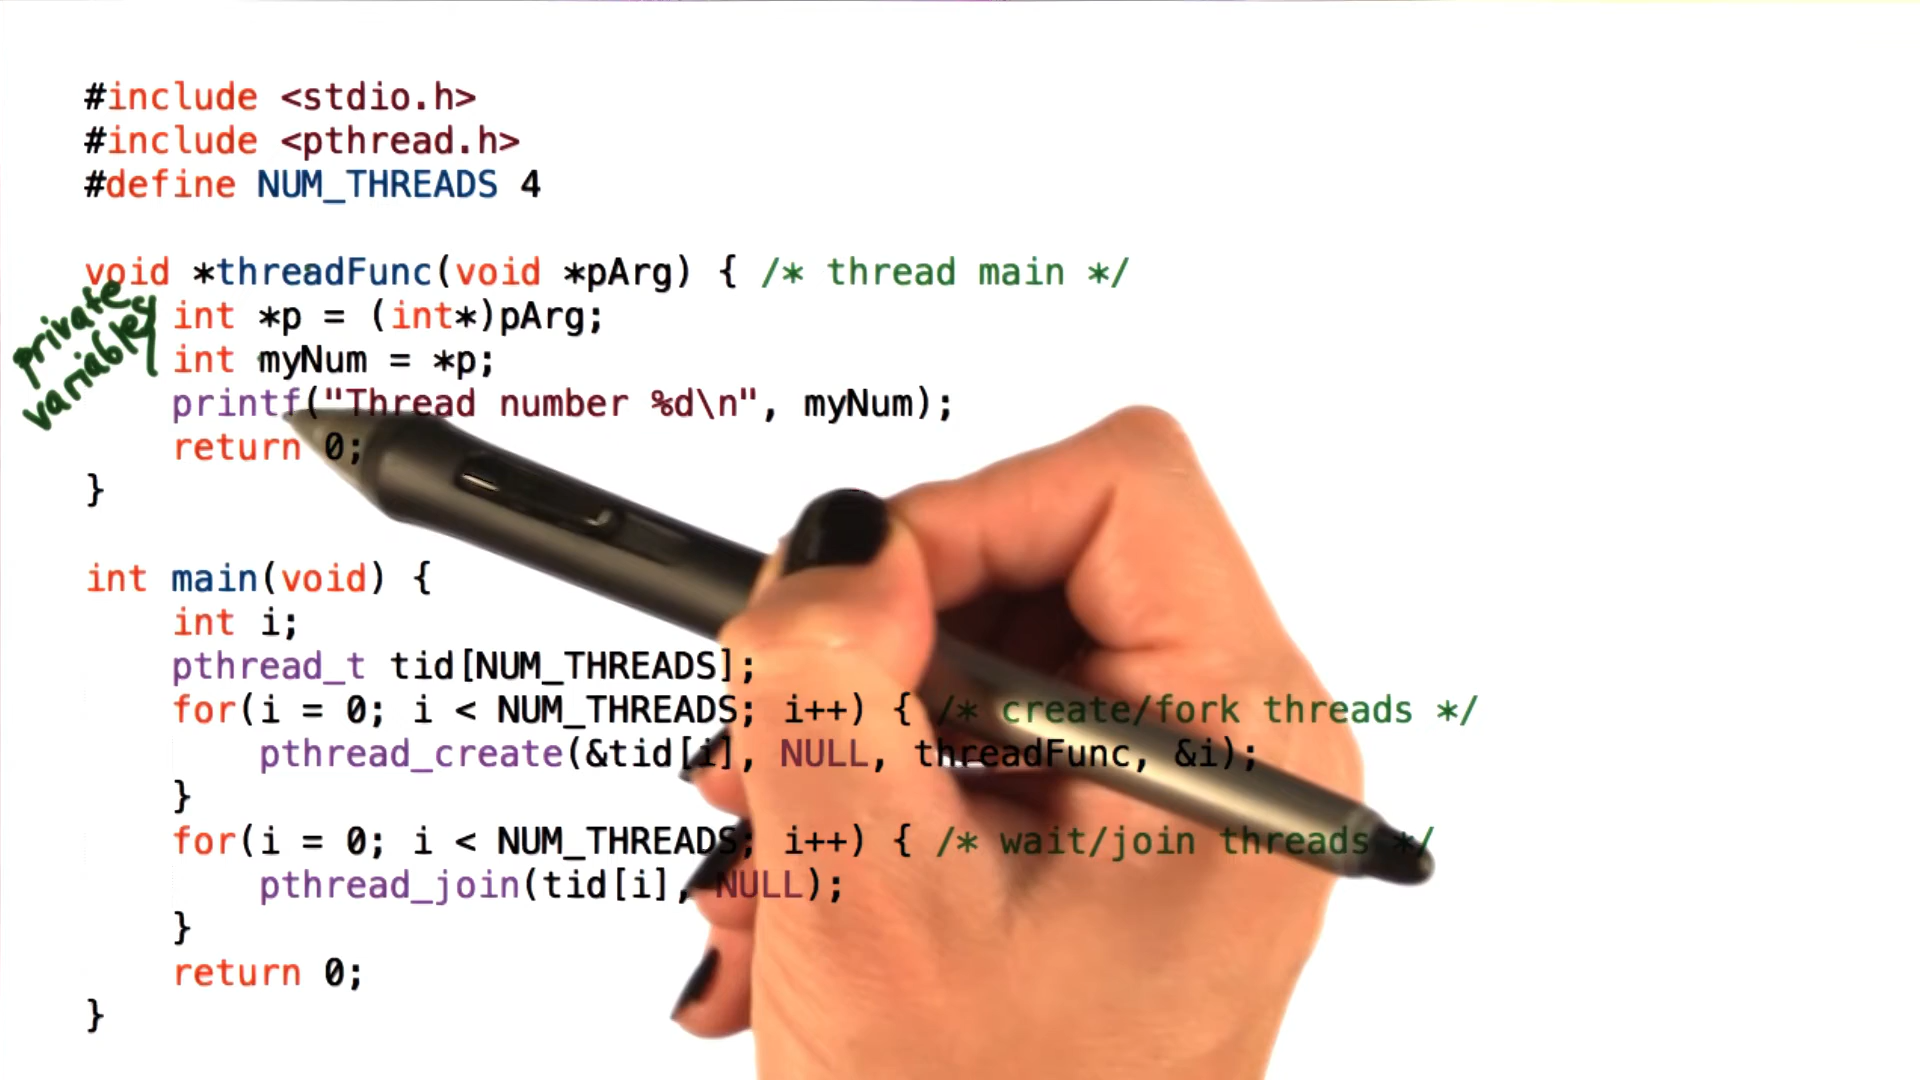 #include <stdio.h>
#include <pthread.h>
#define NUM_THREADS 4
void *threadFunc(void *pArg) { /* thread main */
private
variables
int *p = (int*)pArg;
int myNum = *p;
printf("Thread number %d\n", myNum);
return 0;
}
int main(void) {
int i;
pthread_t tid[NUM_THREADS];
for(i = 0; i < NUM_THREADS; i++) { /* create/fork threads */
pthread_create(&tid[i], NULL, threadFunc, &i);
}
for(i = 0; i < NUM_THREADS; i++) { /* wait/join threads */
pthread_join(tid[i], NULL);
}
return 0;
}